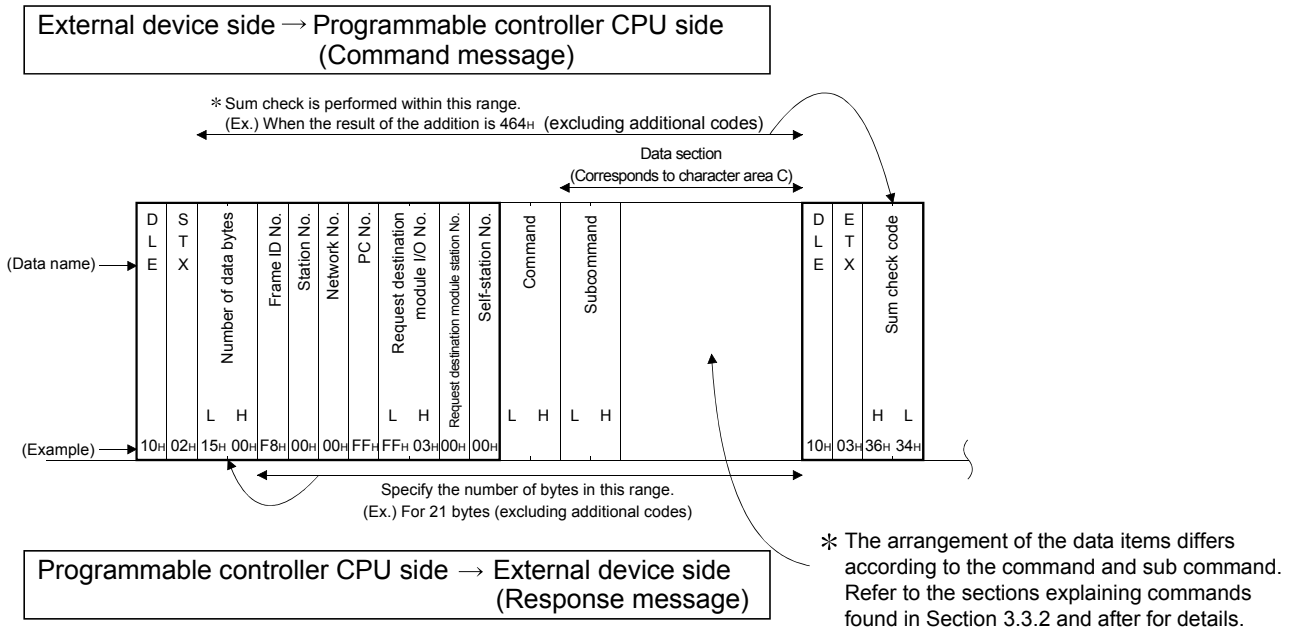 External device side → Programmable controller CPU side
(Command message)
* Sum check is performed within this range.
(Ex.) When the result of the addition is 464H (excluding additional codes)
Data section
(Corresponds to character area C)
(Data name)
DLE
STX
Number of data bytes
Frame ID No.
Station No.
Network No.
PC No.
Request destination
module I/O No.
Request destination module station No.
Self-station No.
Command
Subcommand
DLE
ETX
Sum check code
L H L H L H L H H L
(Example)
10H 02H 15H 00H F8H 00H 00H FFH FFH 03H 00H 00H 10H 03H 36H 34H
Specify the number of bytes in this range.
(Ex.) For 21 bytes (excluding additional codes)
* The arrangement of the data items differs
according to the command and sub command.
Refer to the sections explaining commands
found in Section 3.3.2 and after for details.
Programmable controller CPU side → External device side
(Response message)